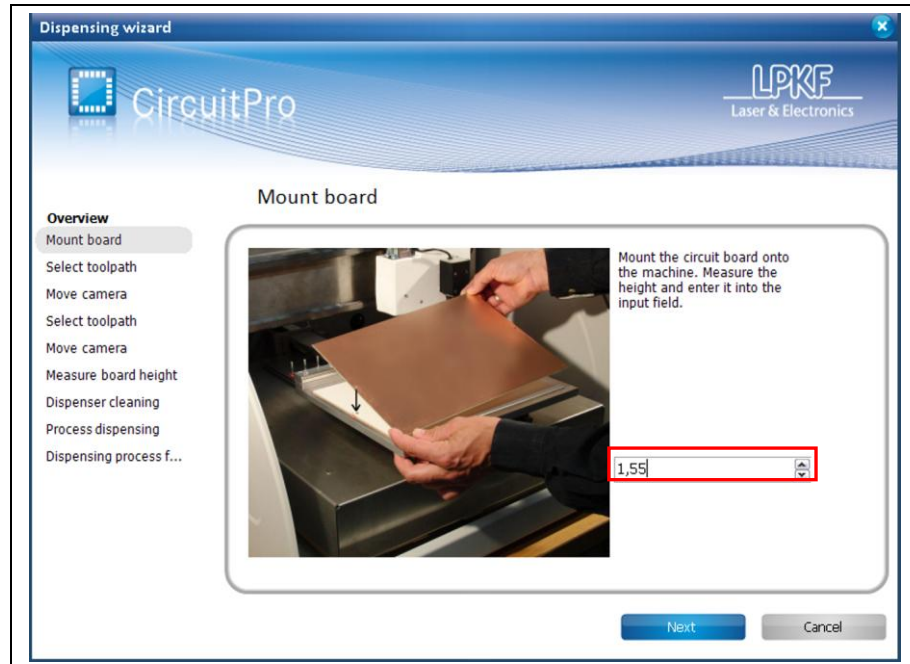 Dispensing wizard
CircuitPro
LPKF
Laser & Electronics
Mount board
Overview
Mount board
Select toolpath
Move camera
Select toolpath
Move camera
Measure board height
Dispenser cleaning
Process dispensing
Dispensing process f...
Mount the circuit board onto
the machine. Measure the
height and enter it into the
input field.
1,55
Next
Cancel